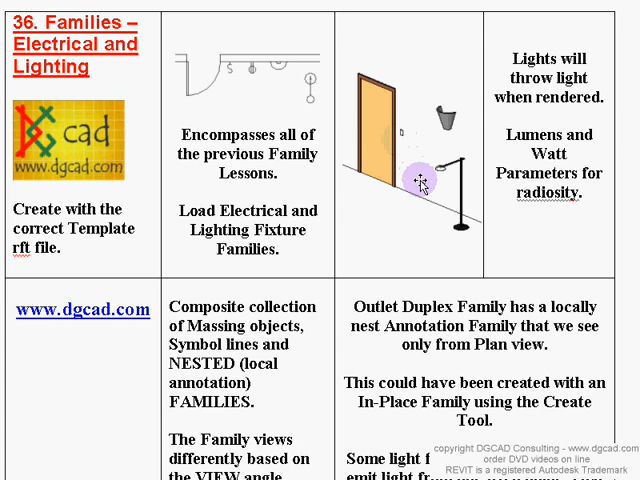 36. Families –
Electrical and
Lighting
cad
www.dgcad.com
Create with the
correct Template
rft file.
Encompasses all of
the previous Family
Lessons.
Load Electrical and
Lighting Fixture
Families.
Lights will
throw light
when rendered.
Lumens and
Watt
Parameters for
radiosity.
www.dgcad.com
Composite collection
of Massing objects,
Symbol lines and
NESTED (local
annotation)
FAMILIES.
The Family views
differently based on
the VIEW angle
Outlet Duplex Family has a locally
nest Annotation Family that we see
only from Plan view.
This could have been created with an
In-Place Family using the Create
Tool.
Some light f
emit light
copyright DGCAD Consulting - www.dgcad.com
order DVD videos on line
REVIT is a registered Autodesk Trademark